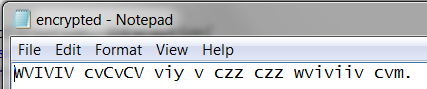 encrypted - Notepad
File Edit Format View Help
WVIVIV cvCvCV viy v czz czz wviviiv cvm.